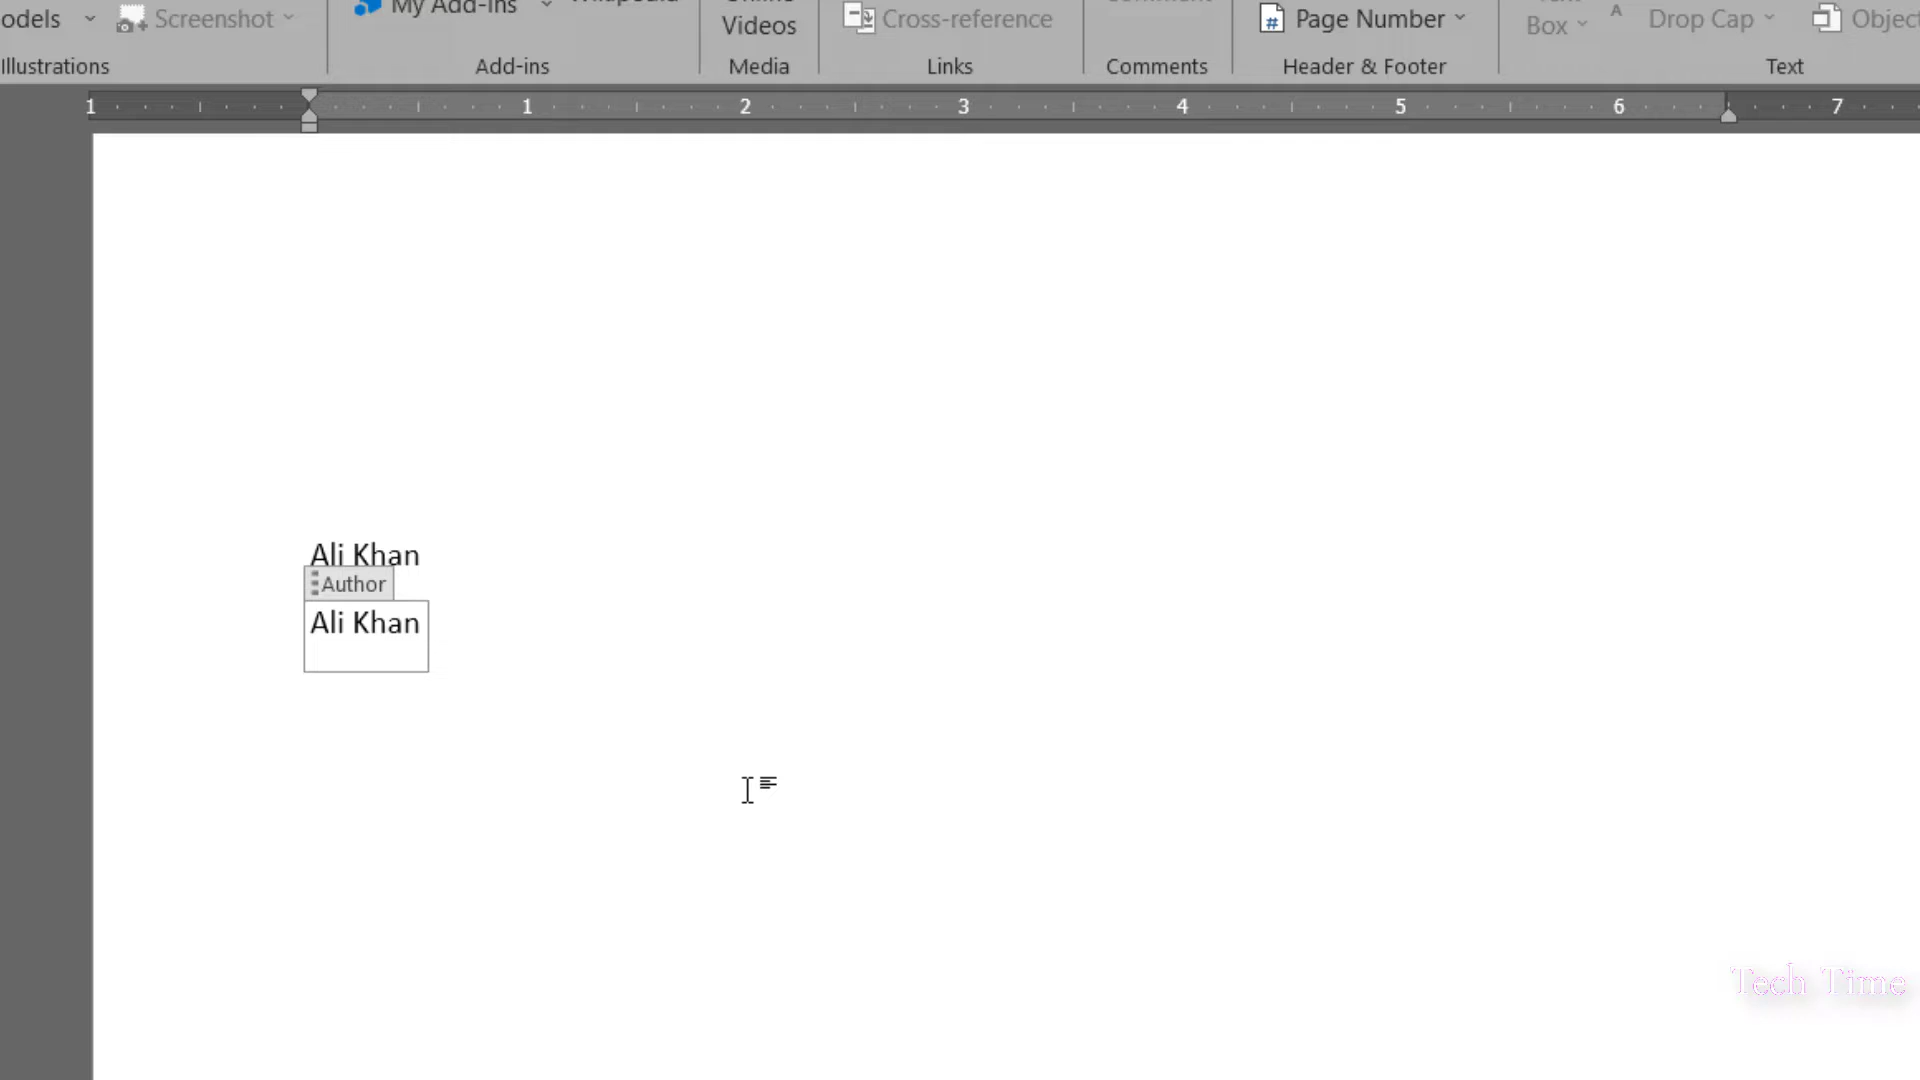 odels Screenshot My Add-ins Videos Cross-reference Page Number Box Drop Cap Object
Illustrations Add-ins Media Links Comments Header & Footer Text
1 1 2 3 4 5 6 7
Ali Khan
Author
Ali Khan
Tech Time